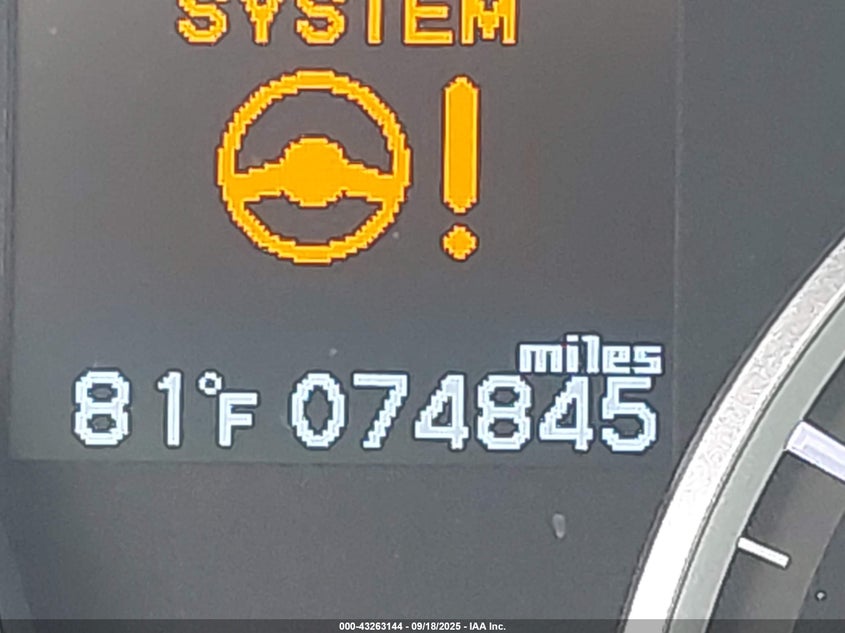 SYSTEM
!
miles
81°F 074845
000-43263144 - 09/18/2025 - IAA Inc.